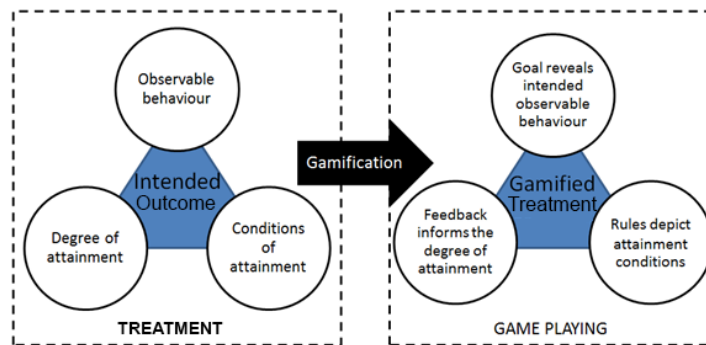 Observable
behaviour
Intended
Outcome
Degree of
attainment
Conditions
of
attainment
TREATMENT
Gamification
Goal reveals
intended
observable
behaviour
Gamified
Treatment
Feedback
informs the
degree of
attainment
Rules depict
attainment
conditions
GAME PLAYING